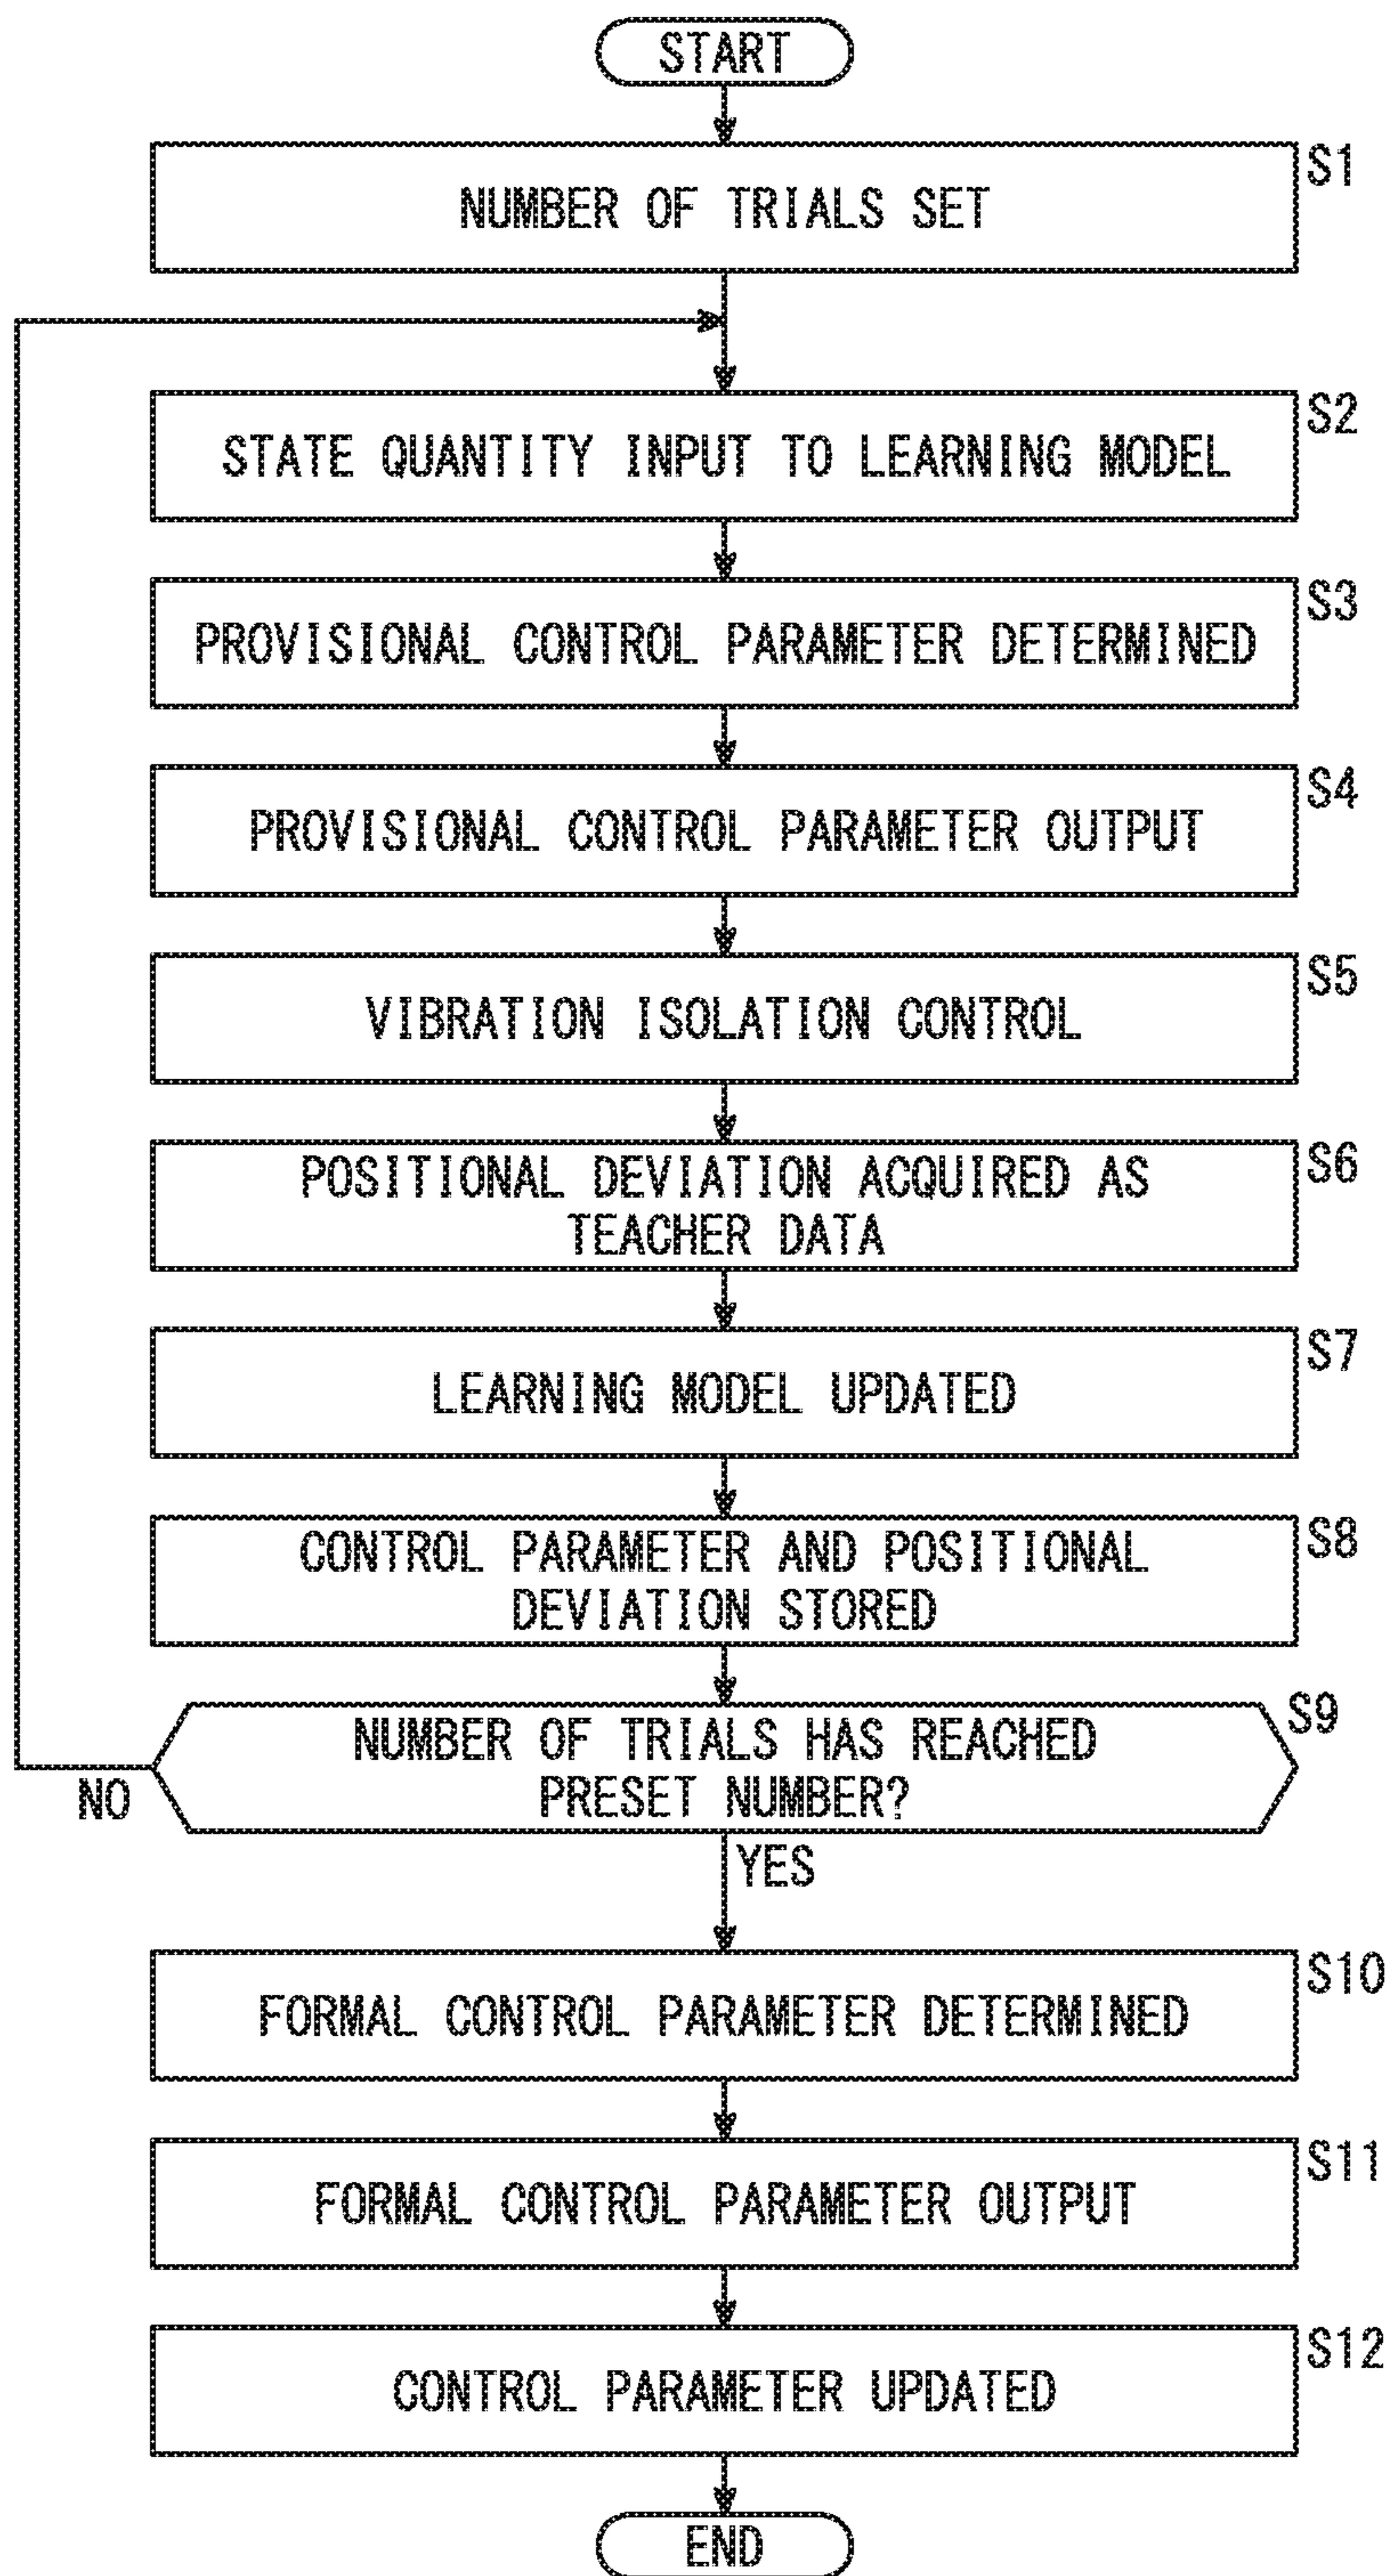 START
S1
NUMBER OF TRIALS SET
S2
STATE QUANTITY INPUT TO LEARNING MODEL
S3
PROVISIONAL CONTROL PARAMETER DETERMINED
S4
PROVISIONAL CONTROL PARAMETER OUTPUT
S5
VIBRATION ISOLATION CONTROL
S6
POSITIONAL DEVIATION ACQUIRED AS
TEACHER DATA
S7
LEARNING MODEL UPDATED
S8
CONTROL PARAMETER AND POSITIONAL
DEVIATION STORED
S9
NUMBER OF TRIALS HAS REACHED
PRESET NUMBER?
NO
YES
S10
FORMAL CONTROL PARAMETER DETERMINED
S11
FORMAL CONTROL PARAMETER OUTPUT
S12
CONTROL PARAMETER UPDATED
END